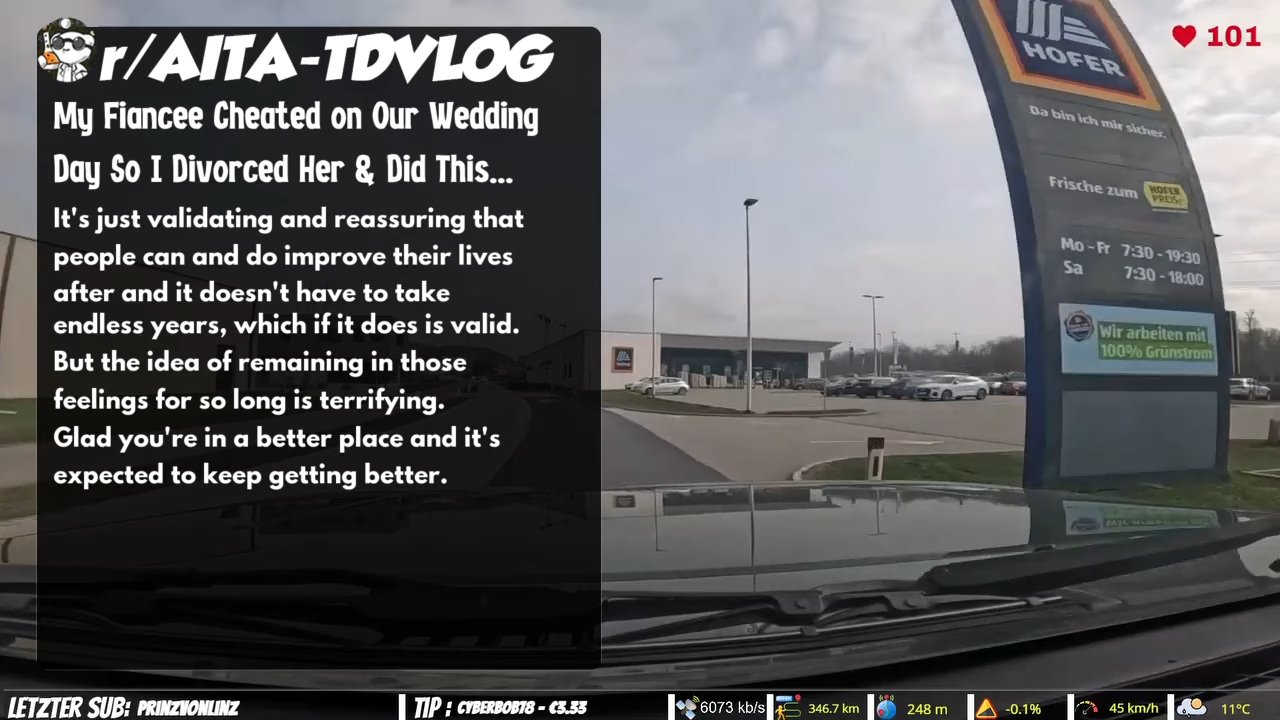 r/AITA-TDVLOG
My Fiancee Cheated on Our Wedding
Day So I Divorced Her & Did This...
It's just validating and reassuring that
people can and do improve their lives
after and it doesn't have to take
endless years, which if it does is valid.
But the idea of remaining in those
feelings for so long is terrifying.
Glad you're in a better place and it's
expected to keep getting better.
101
HOFER
Da bin ich mir sicher.
Frische zum HOFER PREIS
Mo - Fr 7:30 - 19:30
Sa 7:30 - 18:00
Wir arbeiten mit
100% Grünstrom
LETZTER SUB: PRINZVONLINZ
TIP : CYBERBOB78 - €3.33
6073 kb/s
346.7 km
248 m
-0.1%
45 km/h
11°C